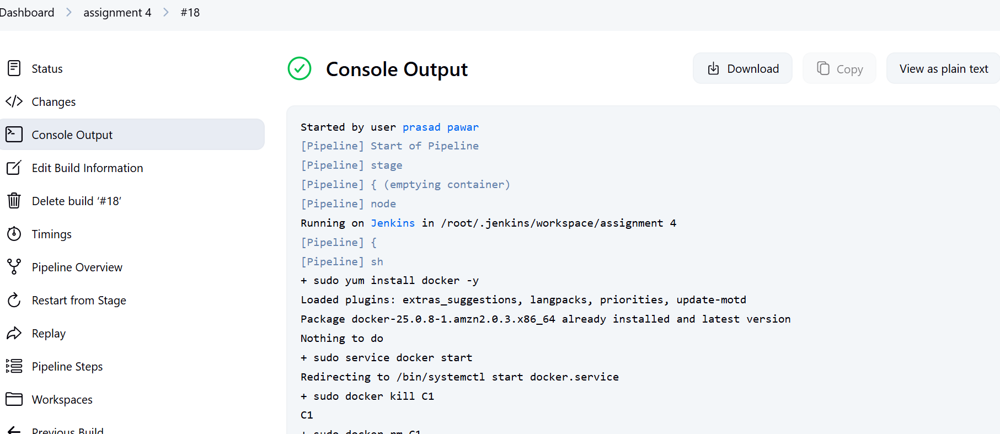 Dashboard > assignment 4 > #18
Status
Changes
Console Output
Edit Build Information
Delete build '#18'
Timings
Pipeline Overview
Restart from Stage
Replay
Pipeline Steps
Workspaces
Previous Build
Console Output
Download
Copy
View as plain text
Started by user prasad pawar
[Pipeline] Start of Pipeline
[Pipeline] stage
[Pipeline] { (emptying container)
[Pipeline] node
Running on Jenkins in /root/.jenkins/workspace/assignment 4
[Pipeline] {
[Pipeline] sh
+ sudo yum install docker -y
Loaded plugins: extras_suggestions, langpacks, priorities, update-motd
Package docker-25.0.8-1.amzn2.0.3.x86_64 already installed and latest version
Nothing to do
+ sudo service docker start
Redirecting to /bin/systemctl start docker.service
+ sudo docker kill C1
C1
+ sudo docker rm C1